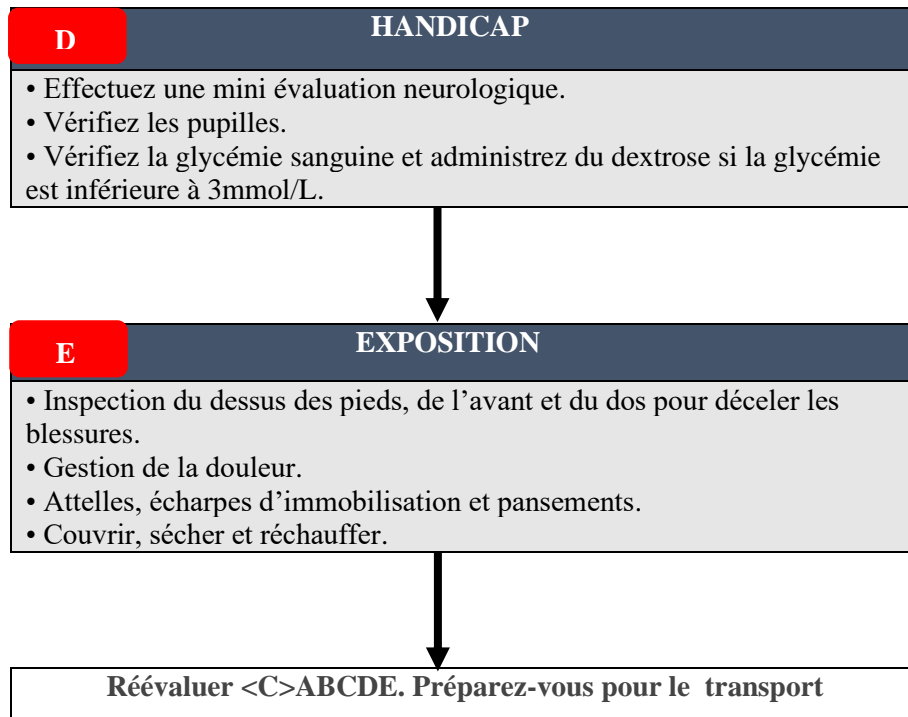 D
HANDICAP
• Effectuez une mini évaluation neurologique.
• Vérifiez les pupilles.
• Vérifiez la glycémie sanguine et administrez du dextrose si la glycémie
est inférieure à 3mmol/L.
E
EXPOSITION
• Inspection du dessus des pieds, de l’avant et du dos pour déceler les
blessures.
• Gestion de la douleur.
• Attelles, écharpes d’immobilisation et pansements.
• Couvrir, sécher et réchauffer.
Réévaluer <C>ABCDE. Préparez-vous pour le transport